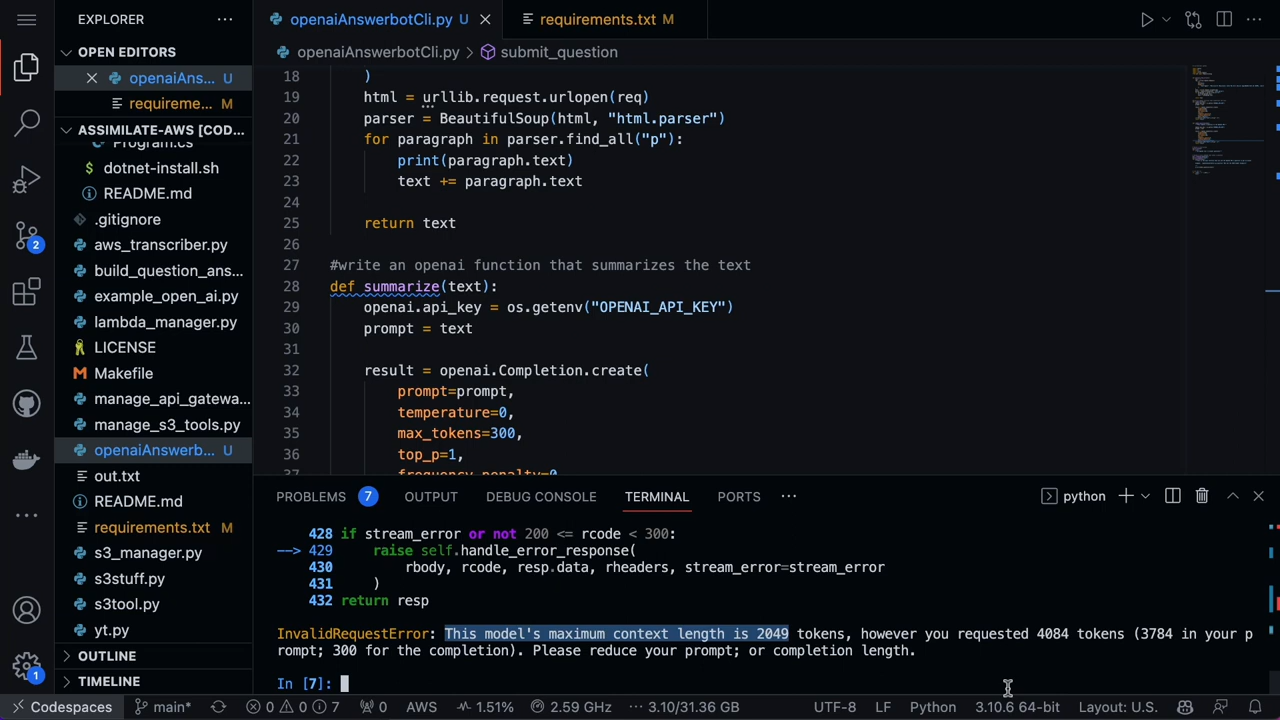 EXPLORER
OPEN EDITORS
openaiAns... U
requireme... M
ASSIMILATE-AWS [COD...
Program.cs
dotnet-install.sh
README.md
.gitignore
aws_transcriber.py
build_question_ans...
example_open_ai.py
lambda_manager.py
LICENSE
Makefile
manage_api_gatewa...
manage_s3_tools.py
openaiAnswerb... U
out.txt
README.md
requirements.txt M
s3_manager.py
s3stuff.py
s3tool.py
yt.py
OUTLINE
TIMELINE
2
1
openaiAnswerbotCli.py U
requirements.txt M
openaiAnswerbotCli.py > submit_question
18 )
19 html = urllib.request.urlopen(req)
20 parser = BeautifulSoup(html, "html.parser")
21 for paragraph in parser.find_all("p"):
22 print(paragraph.text)
23 text += paragraph.text
24
25 return text
26
27 #write an openai function that summarizes the text
28 def summarize(text):
29 openai.api_key = os.getenv("OPENAI_API_KEY")
30 prompt = text
31
32 result = openai.Completion.create(
33 prompt=prompt,
34 temperature=0,
35 max_tokens=300,
36 top_p=1,
37 frequency_penalty=0
PROBLEMS 7 OUTPUT DEBUG CONSOLE TERMINAL PORTS
python
428 if stream_error or not 200 <= rcode < 300:
--> 429 raise self.handle_error_response(
430 rbody, rcode, resp.data, rheaders, stream_error=stream_error
431 )
432 return resp
InvalidRequestError: This model's maximum context length is 2049 tokens, however you requested 4084 tokens (3784 in your p
rompt; 300 for the completion). Please reduce your prompt; or completion length.
In [7]:
Codespaces main* 0 0 7 0 AWS 1.51% 2.59 GHz 3.10/31.36 GB UTF-8 LF Python 3.10.6 64-bit Layout: U.S.